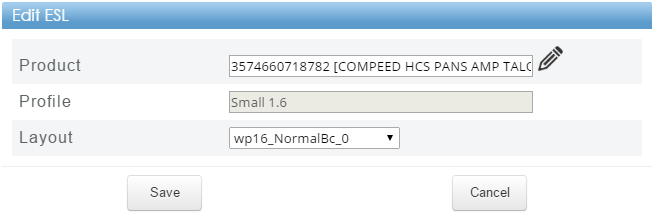 Edit ESL
Product 3574660718782 [COMPEED HCS PANS AMP TALO
Profile Small 1.6
Layout wp16_NormalBc_0
Save Cancel